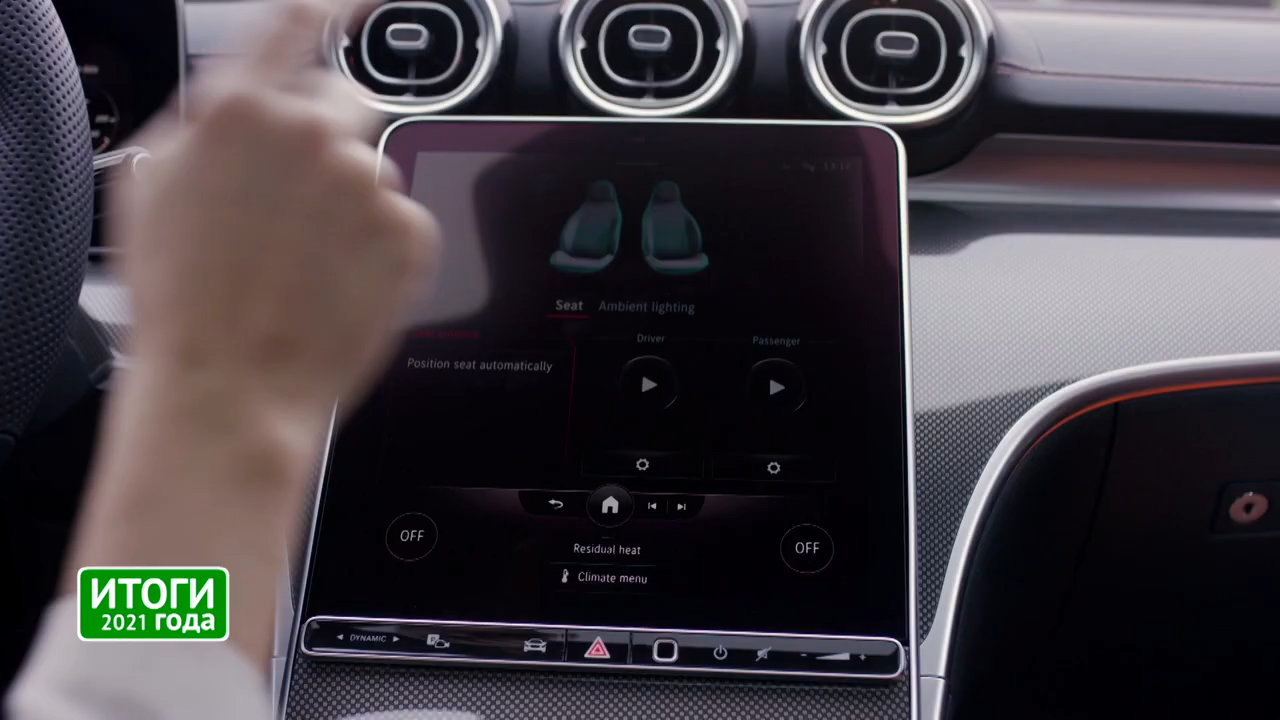 Seat Ambient lighting
Driver
Passenger
Position seat automatically
OFF
OFF
Residual heat
Climate menu
DYNAMIC
- +
ИТОГИ
2021 года